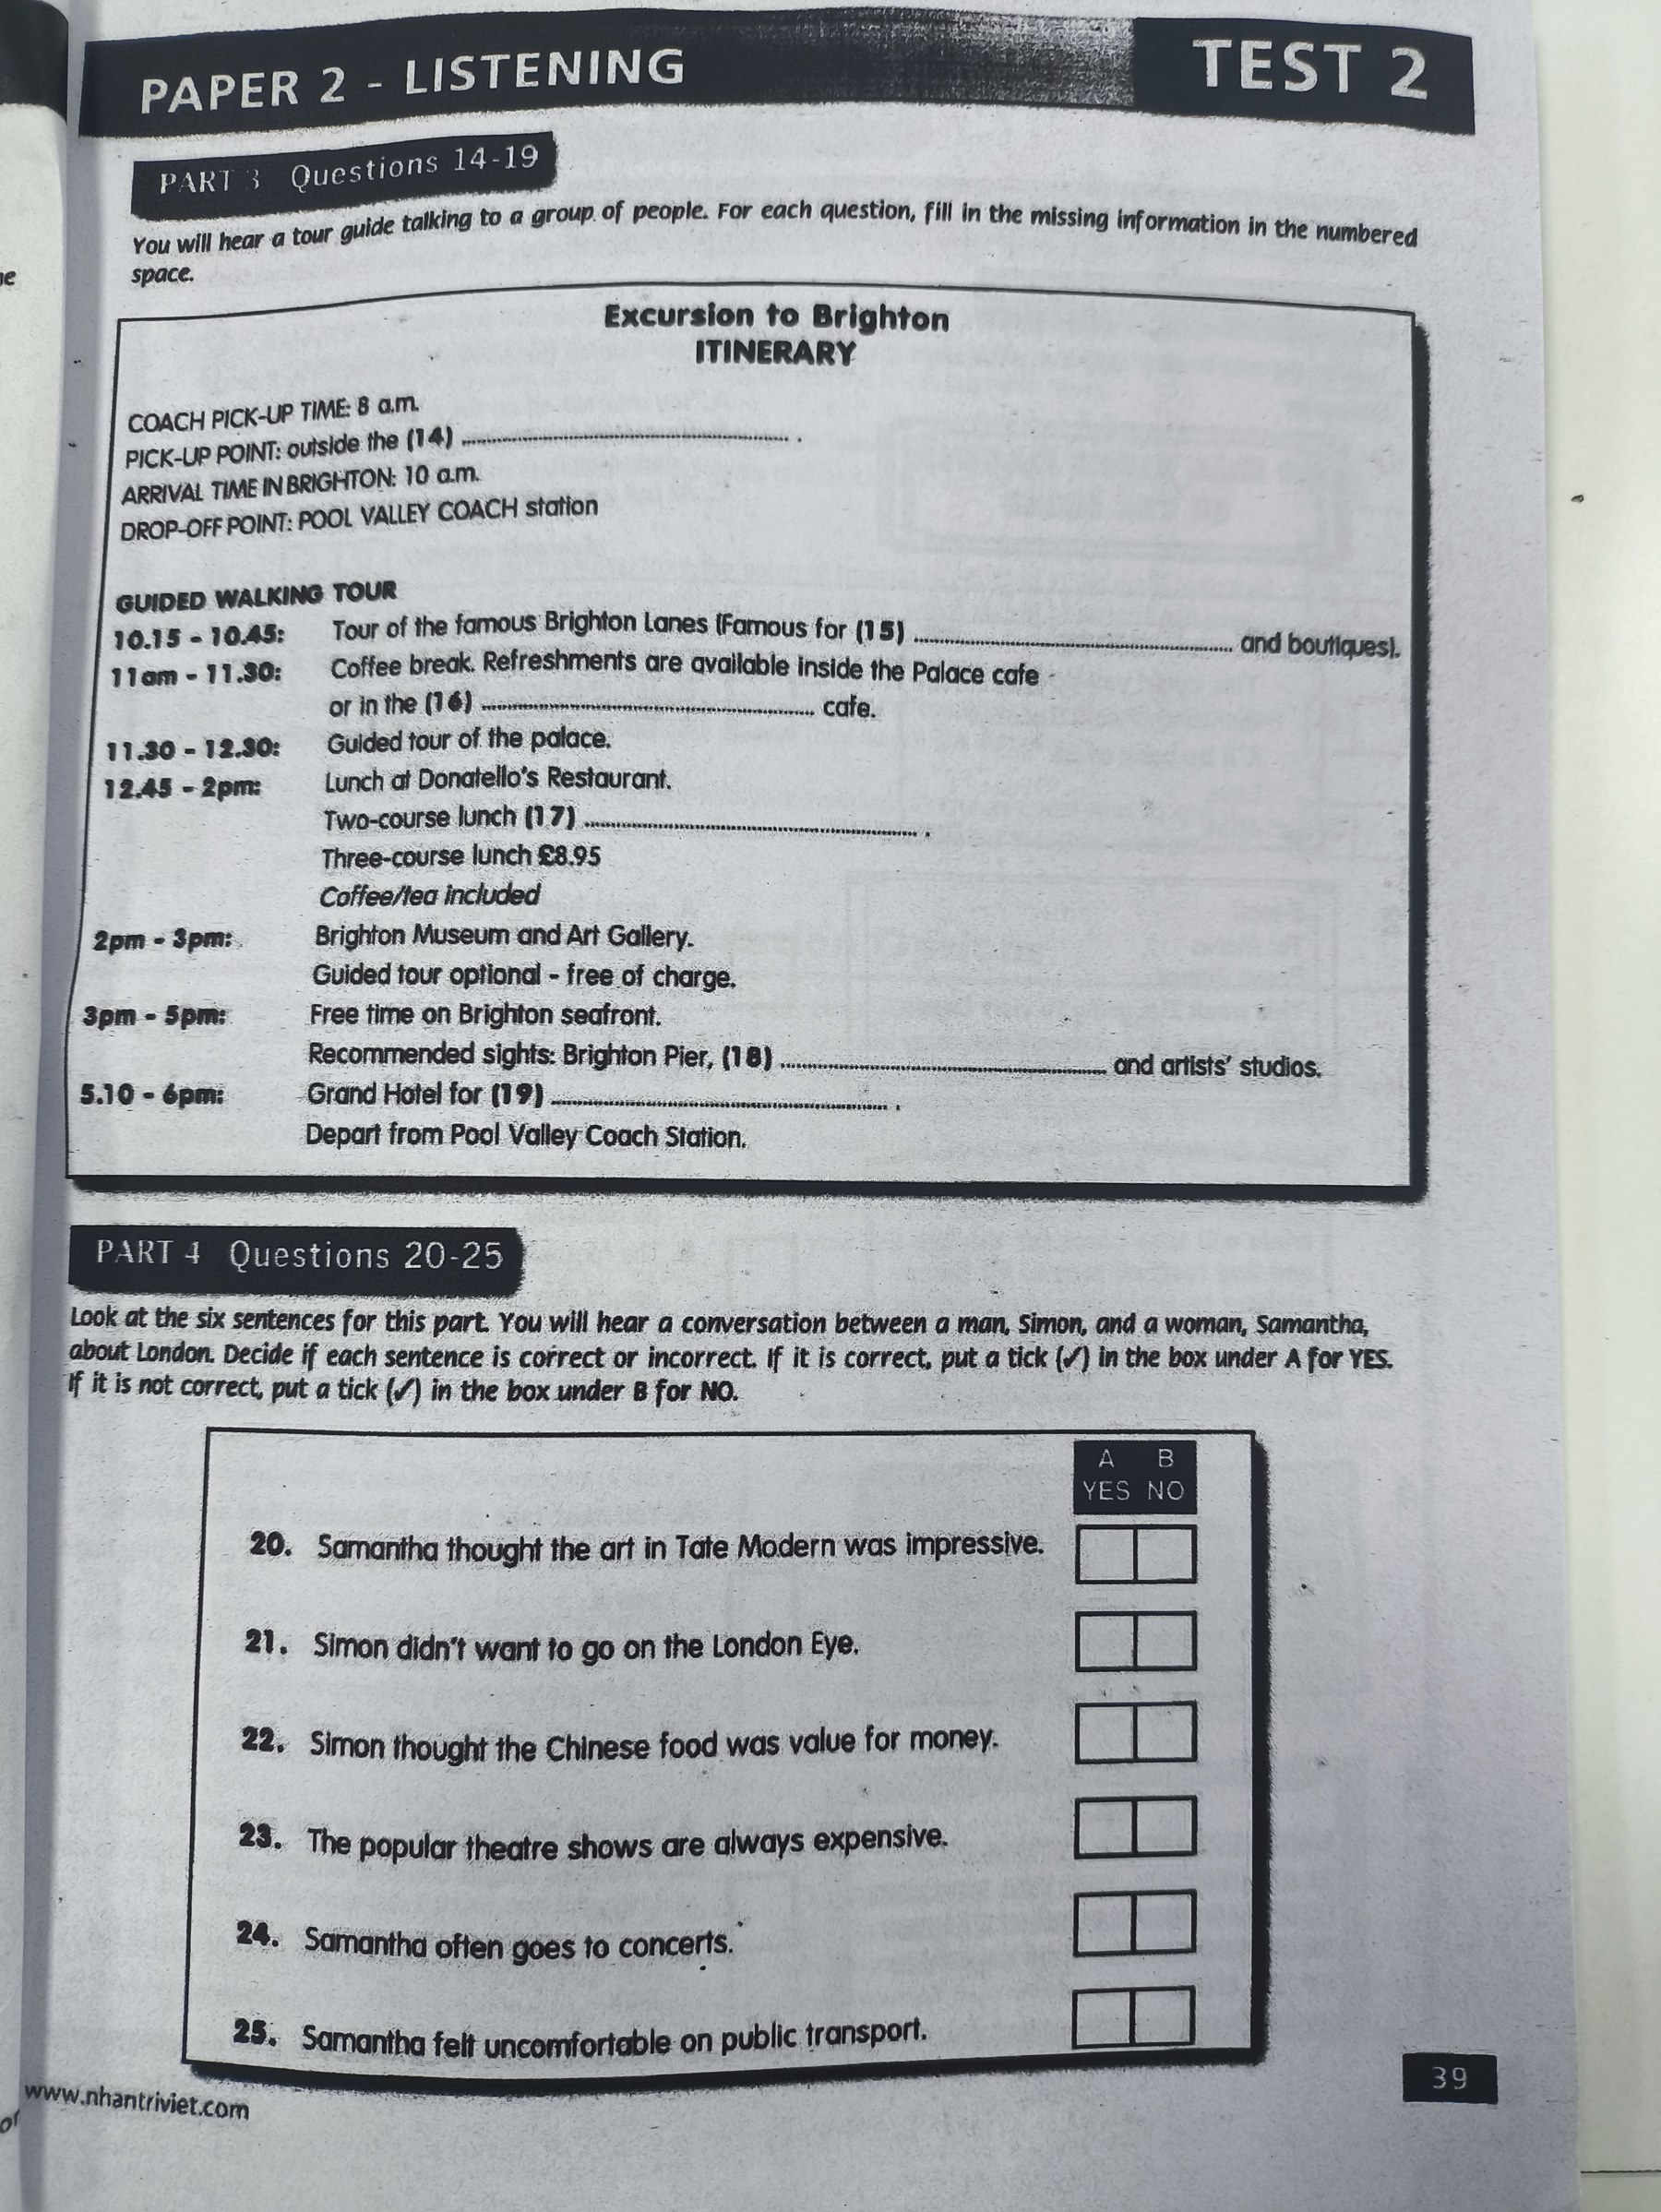 PAPER 2 - LISTENING
TEST 2
PART 3 Questions 14-19
You will hear a tour guide talking to a group of people. For each question, fill in the missing information in the numbered
space.
Excursion to Brighton
ITINERARY
COACH PICK-UP TIME: 8 a.m.
PICK-UP POINT: outside the (14) .................... .
ARRIVAL TIME IN BRIGHTON: 10 a.m.
DROP-OFF POINT: POOL VALLEY COACH station
GUIDED WALKING TOUR
10.15 - 10.45: Tour of the famous Brighton Lanes (Famous for (15) .................... and boutiques).
11am - 11.30: Coffee break. Refreshments are available inside the Palace cafe
or in the (16) .................... cafe.
11.30 - 12.30: Guided tour of the palace.
12.45 - 2pm: Lunch at Donatello's Restaurant.
Two-course lunch (17) .................... .
Three-course lunch £8.95
Coffee/tea included
2pm - 3pm: Brighton Museum and Art Gallery.
Guided tour optional - free of charge.
3pm - 5pm: Free time on Brighton seafront.
Recommended sights: Brighton Pier, (18) .................... and artists' studios.
5.10 - 6pm: Grand Hotel for (19) .................... .
Depart from Pool Valley Coach Station.
PART 4 Questions 20-25
Look at the six sentences for this part. You will hear a conversation between a man, Simon, and a woman, Samantha,
about London. Decide if each sentence is correct or incorrect. If it is correct, put a tick (✓) in the box under A for YES.
If it is not correct, put a tick (✓) in the box under B for NO.
A B
YES NO
20. Samantha thought the art in Tate Modern was impressive.
21. Simon didn't want to go on the London Eye.
22. Simon thought the Chinese food was value for money.
23. The popular theatre shows are always expensive.
24. Samantha often goes to concerts.
25. Samantha felt uncomfortable on public transport.
www.nhantriviet.com
39